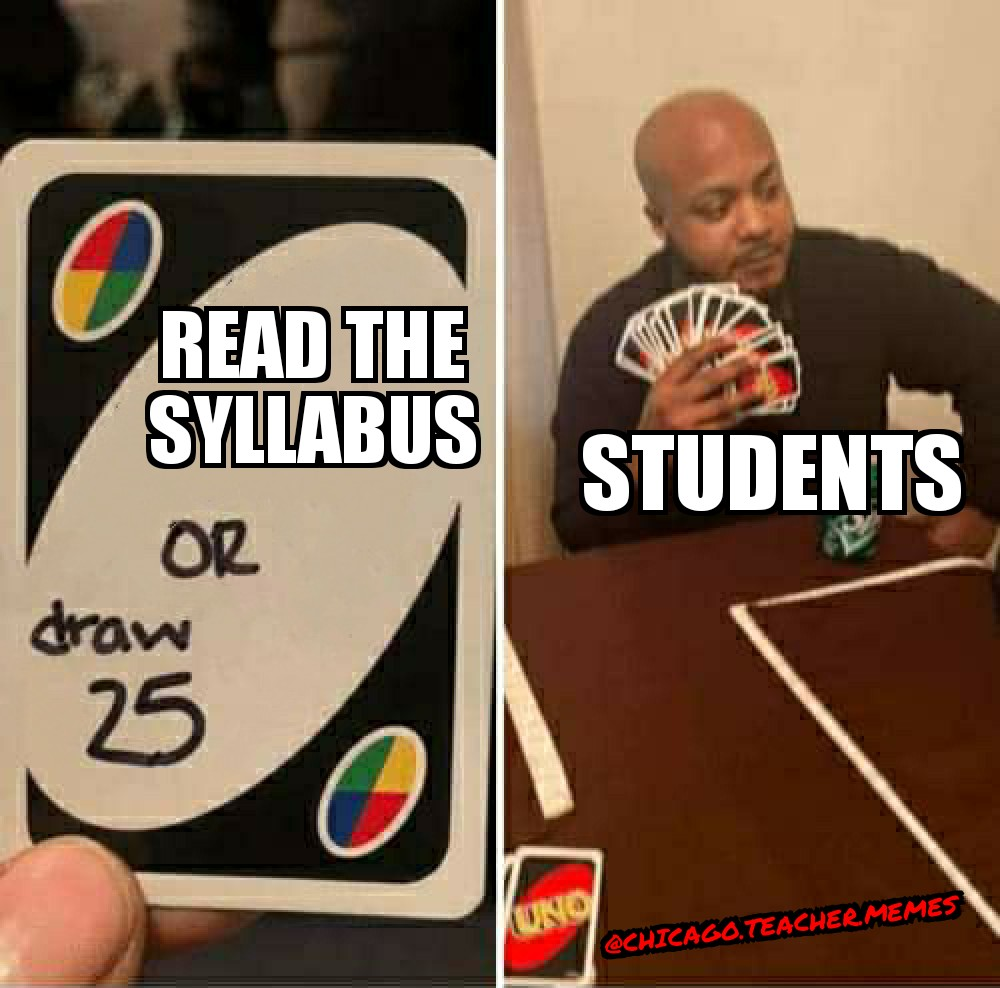 READ THE
SYLLABUS
OR
draw
25
STUDENTS
UNO
@CHICAGO.TEACHER.MEMES